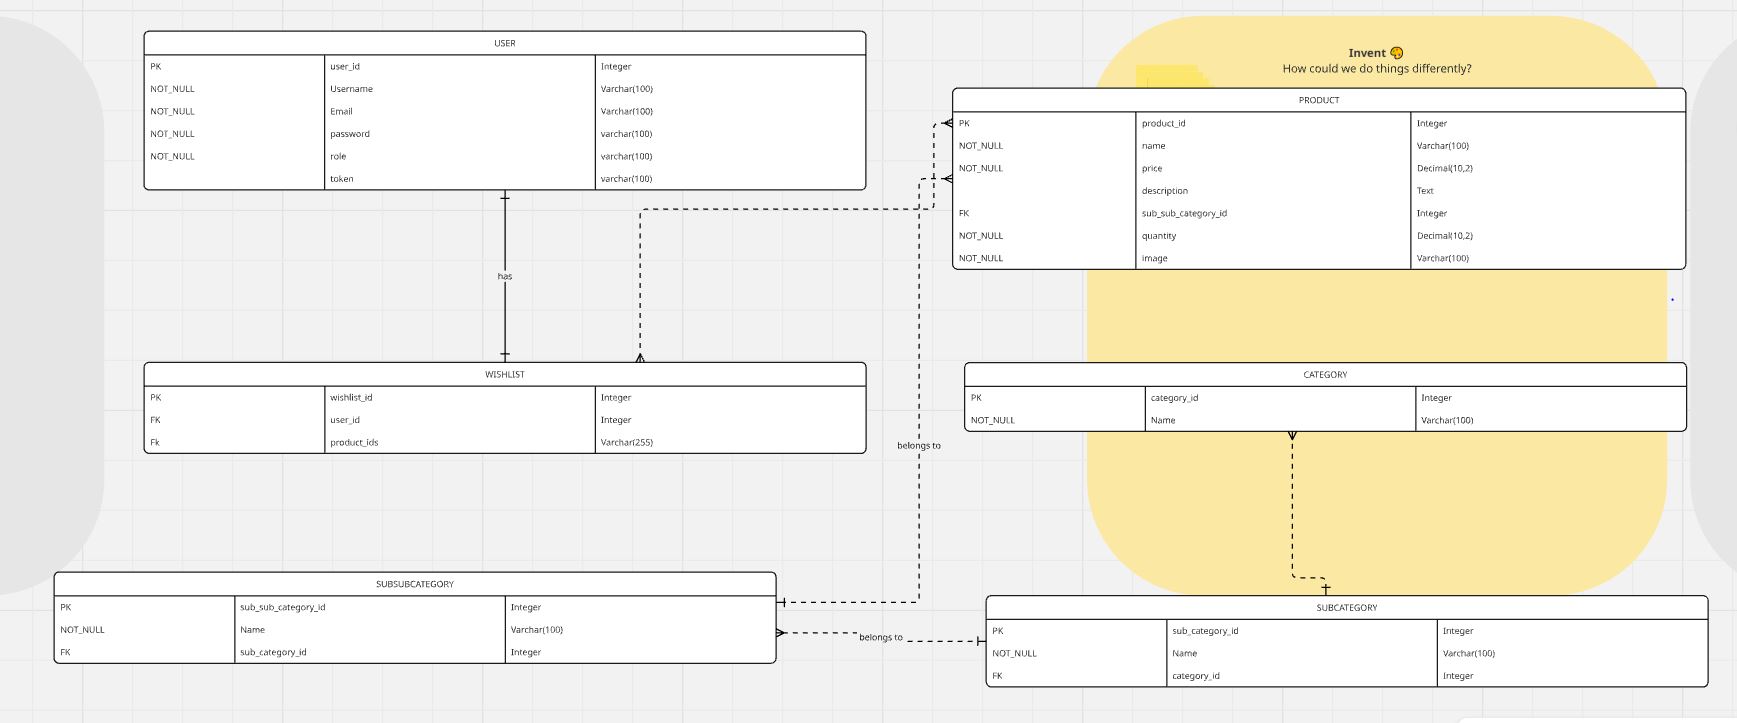 USER
PK user_id Integer
NOT_NULL Username Varchar(100)
NOT_NULL Email Varchar(100)
NOT_NULL password varchar(100)
NOT_NULL role varchar(100)
token varchar(100)
Invent
How could we do things differently?
PRODUCT
PK product_id Integer
NOT_NULL name Varchar(100)
NOT_NULL price Decimal(10,2)
description Text
FK sub_sub_category_id Integer
NOT_NULL quantity Decimal(10,2)
NOT_NULL image Varchar(100)
has
WISHLIST
PK wishlist_id Integer
FK user_id Integer
Fk product_ids Varchar(255)
CATEGORY
PK category_id Integer
NOT_NULL Name Varchar(100)
belongs to
SUBSUBCATEGORY
PK sub_sub_category_id Integer
NOT_NULL Name Varchar(100)
FK sub_category_id Integer
belongs to
SUBCATEGORY
PK sub_category_id Integer
NOT_NULL Name Varchar(100)
FK category_id Integer